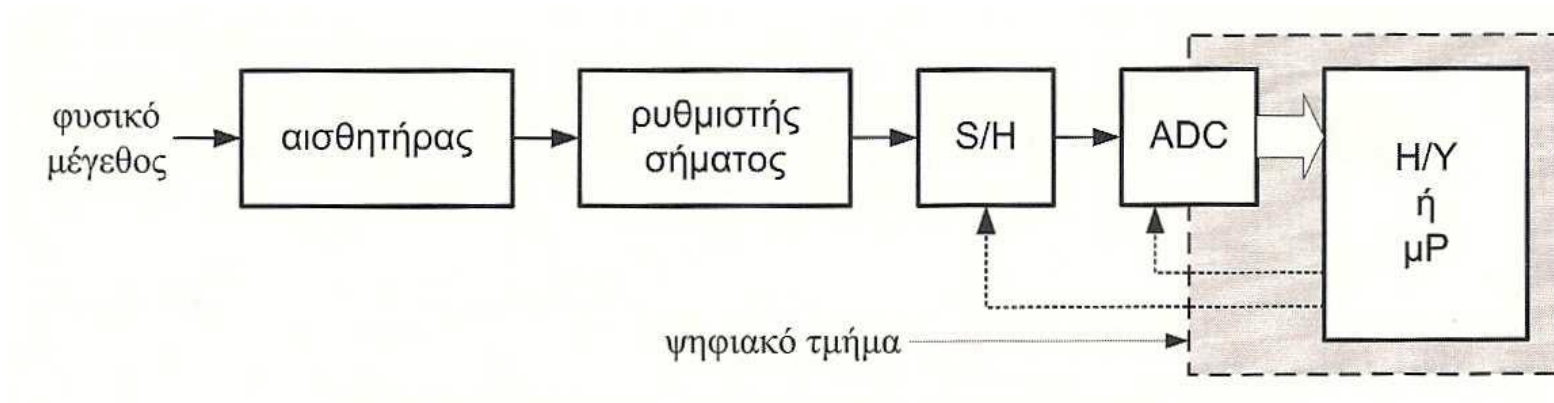 φυσικό
μέγεθος
αισθητήρας
ρυθμιστής
σήματος
S/H
ADC
Η/Υ
ή
μP
ψηφιακό τμήμα